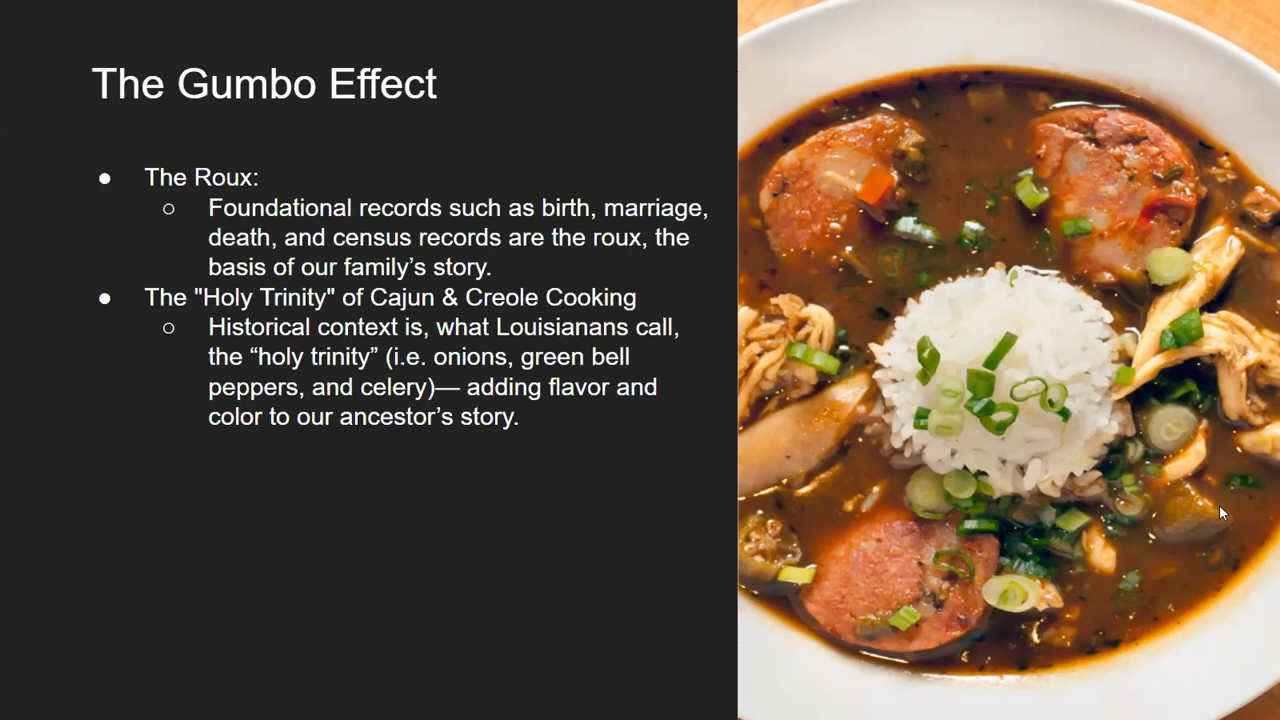 The Gumbo Effect
● The Roux:
○ Foundational records such as birth, marriage,
death, and census records are the roux, the
basis of our family’s story.
● The "Holy Trinity" of Cajun & Creole Cooking
○ Historical context is, what Louisianans call,
the “holy trinity” (i.e. onions, green bell
peppers, and celery)— adding flavor and
color to our ancestor’s story.